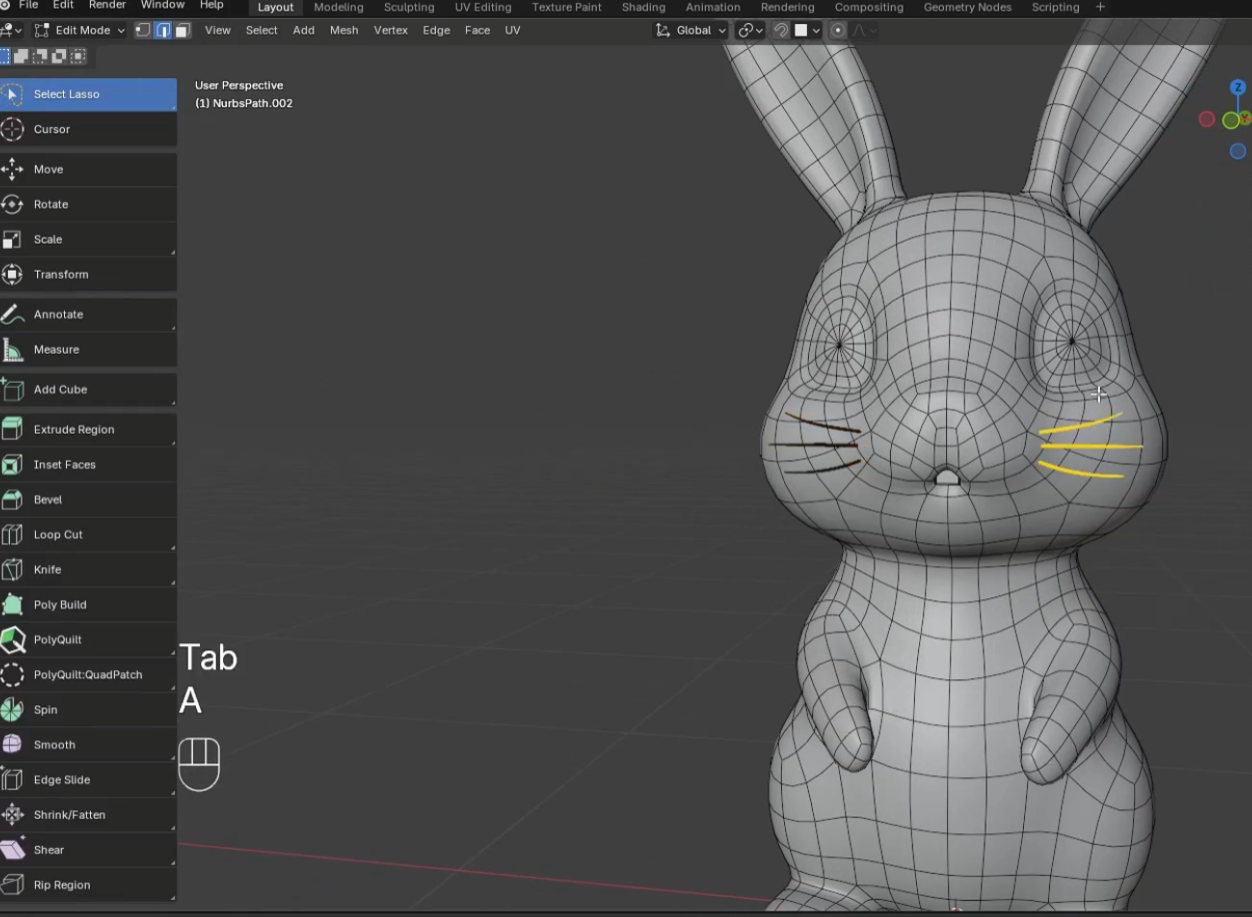 File Edit Render Window Help Layout Modeling Sculpting UV Editing Texture Paint Shading Animation Rendering Compositing Geometry Nodes Scripting +
Edit Mode View Select Add Mesh Vertex Edge Face UV Global
Select Lasso
User Perspective
(1) NurbsPath.002
Z
Cursor
Move
Rotate
Scale
Transform
Annotate
Measure
Add Cube
Extrude Region
Inset Faces
Bevel
Loop Cut
Knife
Poly Build
PolyQuilt
PolyQuilt:QuadPatch
Spin
Smooth
Edge Slide
Shrink/Fatten
Shear
Rip Region
Tab
A